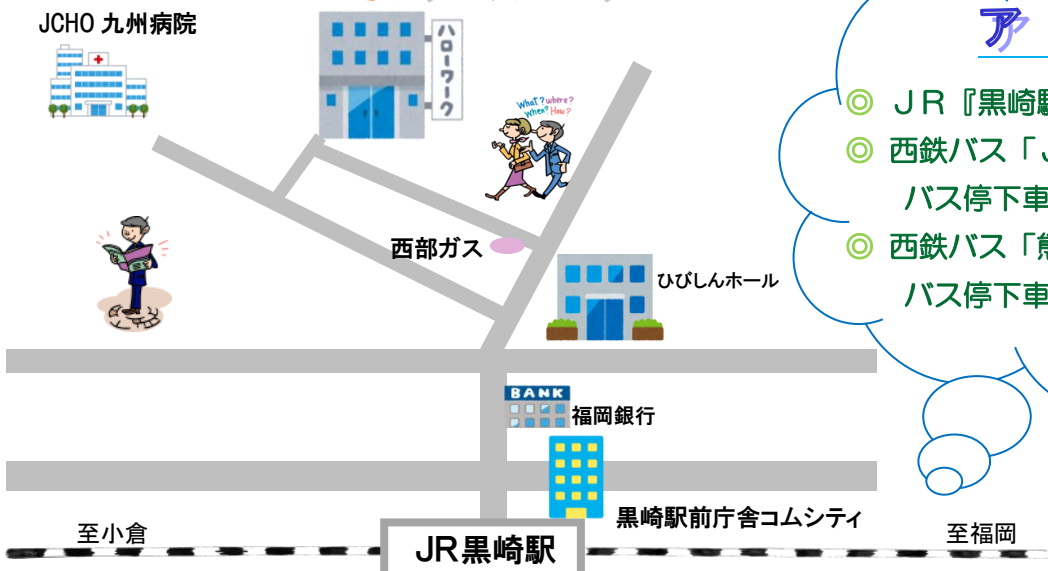 JCHO 九州病院
ハローワーク
What? where?
When? How?
ア
◎ JR『黒崎駅
◎ 西鉄バス「J
バス停下車
◎ 西鉄バス「熊
バス停下車
西部ガス
ひびしんホール
BANK
福岡銀行
黒崎駅前庁舎コムシティ
至小倉
JR黒崎駅
至福岡